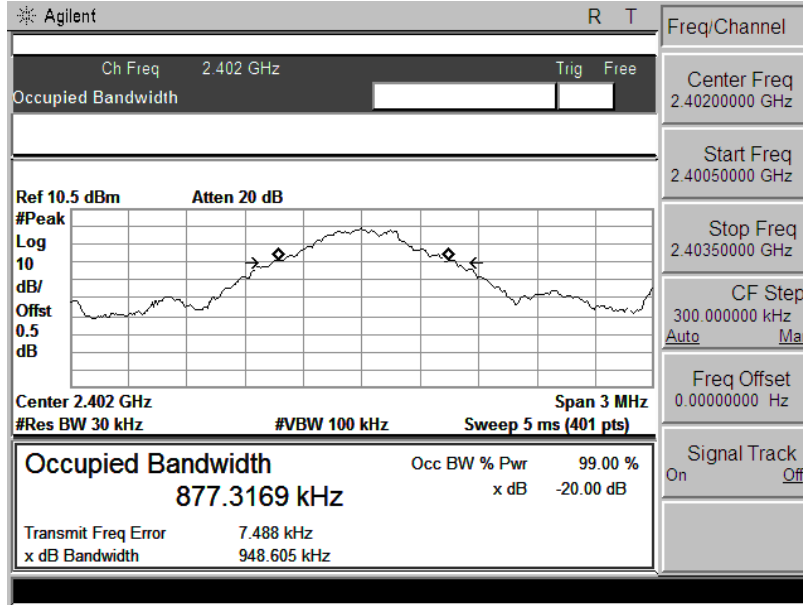 Agilent R T
Ch Freq 2.402 GHz Trig Free
Occupied Bandwidth
Ref 10.5 dBm Atten 20 dB
#Peak
Log
10
dB/
Offst
0.5
dB
Center 2.402 GHz Span 3 MHz
#Res BW 30 kHz #VBW 100 kHz Sweep 5 ms (401 pts)
Occupied Bandwidth
877.3169 kHz
Occ BW % Pwr 99.00 %
x dB -20.00 dB
Transmit Freq Error 7.488 kHz
x dB Bandwidth 948.605 kHz
Freq/Channel
Center Freq
2.40200000 GHz
Start Freq
2.40050000 GHz
Stop Freq
2.40350000 GHz
CF Step
300.000000 kHz
Auto Ma
Freq Offset
0.00000000 Hz
Signal Track
On Off